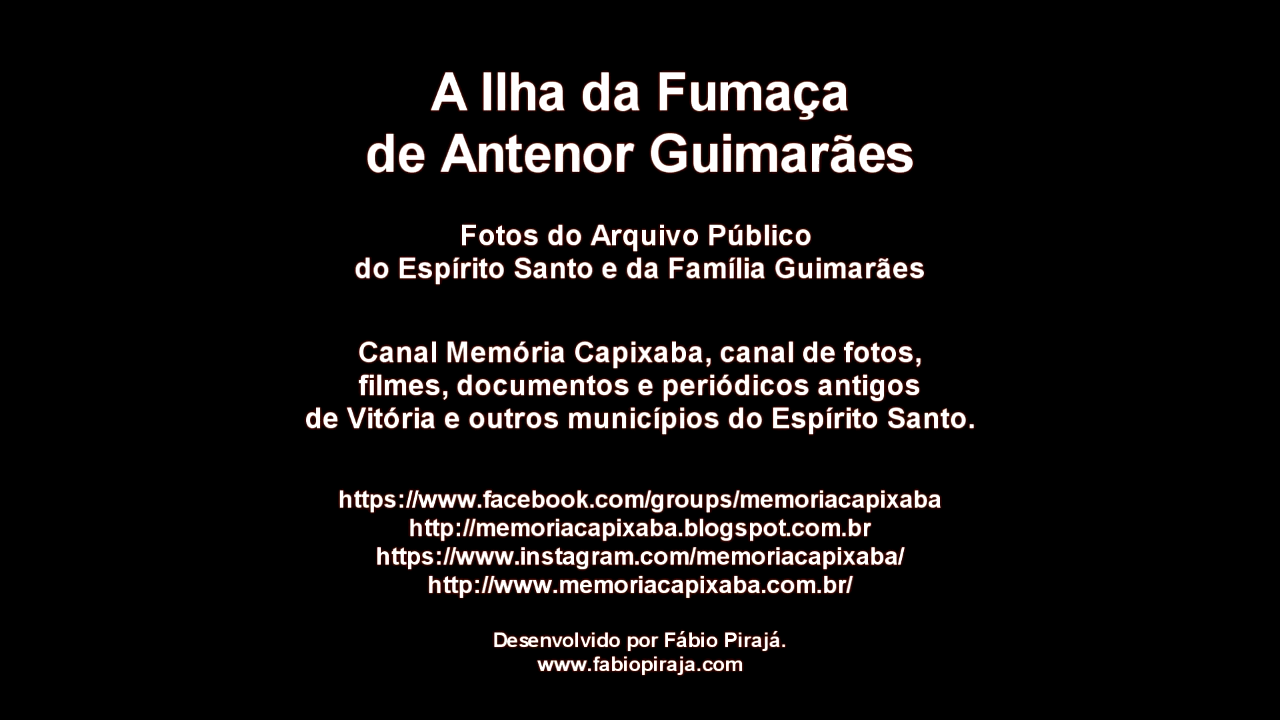 A Ilha da Fumaça
de Antenor Guimarães
Fotos do Arquivo Público
do Espírito Santo e da Família Guimarães
Canal Memória Capixaba, canal de fotos,
filmes, documentos e periódicos antigos
de Vitória e outros municípios do Espírito Santo.
https://www.facebook.com/groups/memoriacapixaba
http://memoriacapixaba.blogspot.com.br
https://www.instagram.com/memoriacapixaba/
http://www.memoriacapixaba.com.br/
Desenvolvido por Fábio Pirajá.
www.fabiopiraja.com